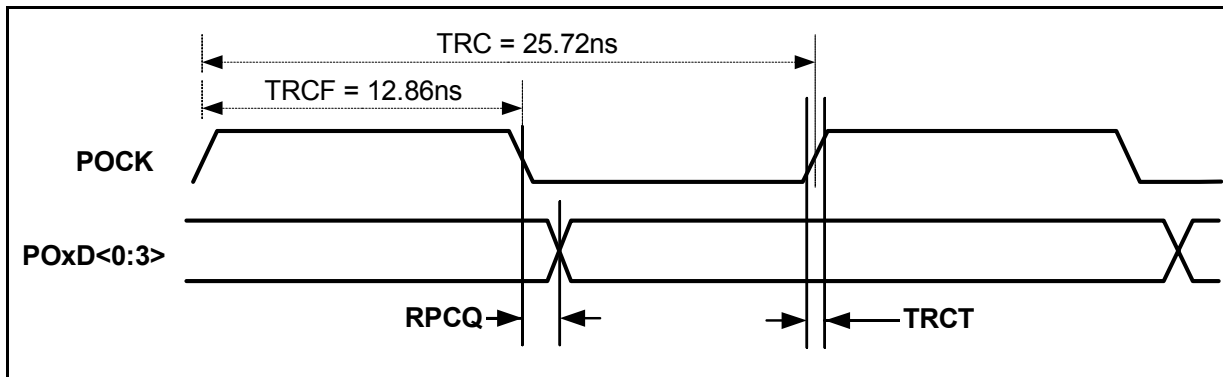 TRC = 25.72ns
TRCF = 12.86ns
POCK
POxD<0:3>
RPCQ
TRCT